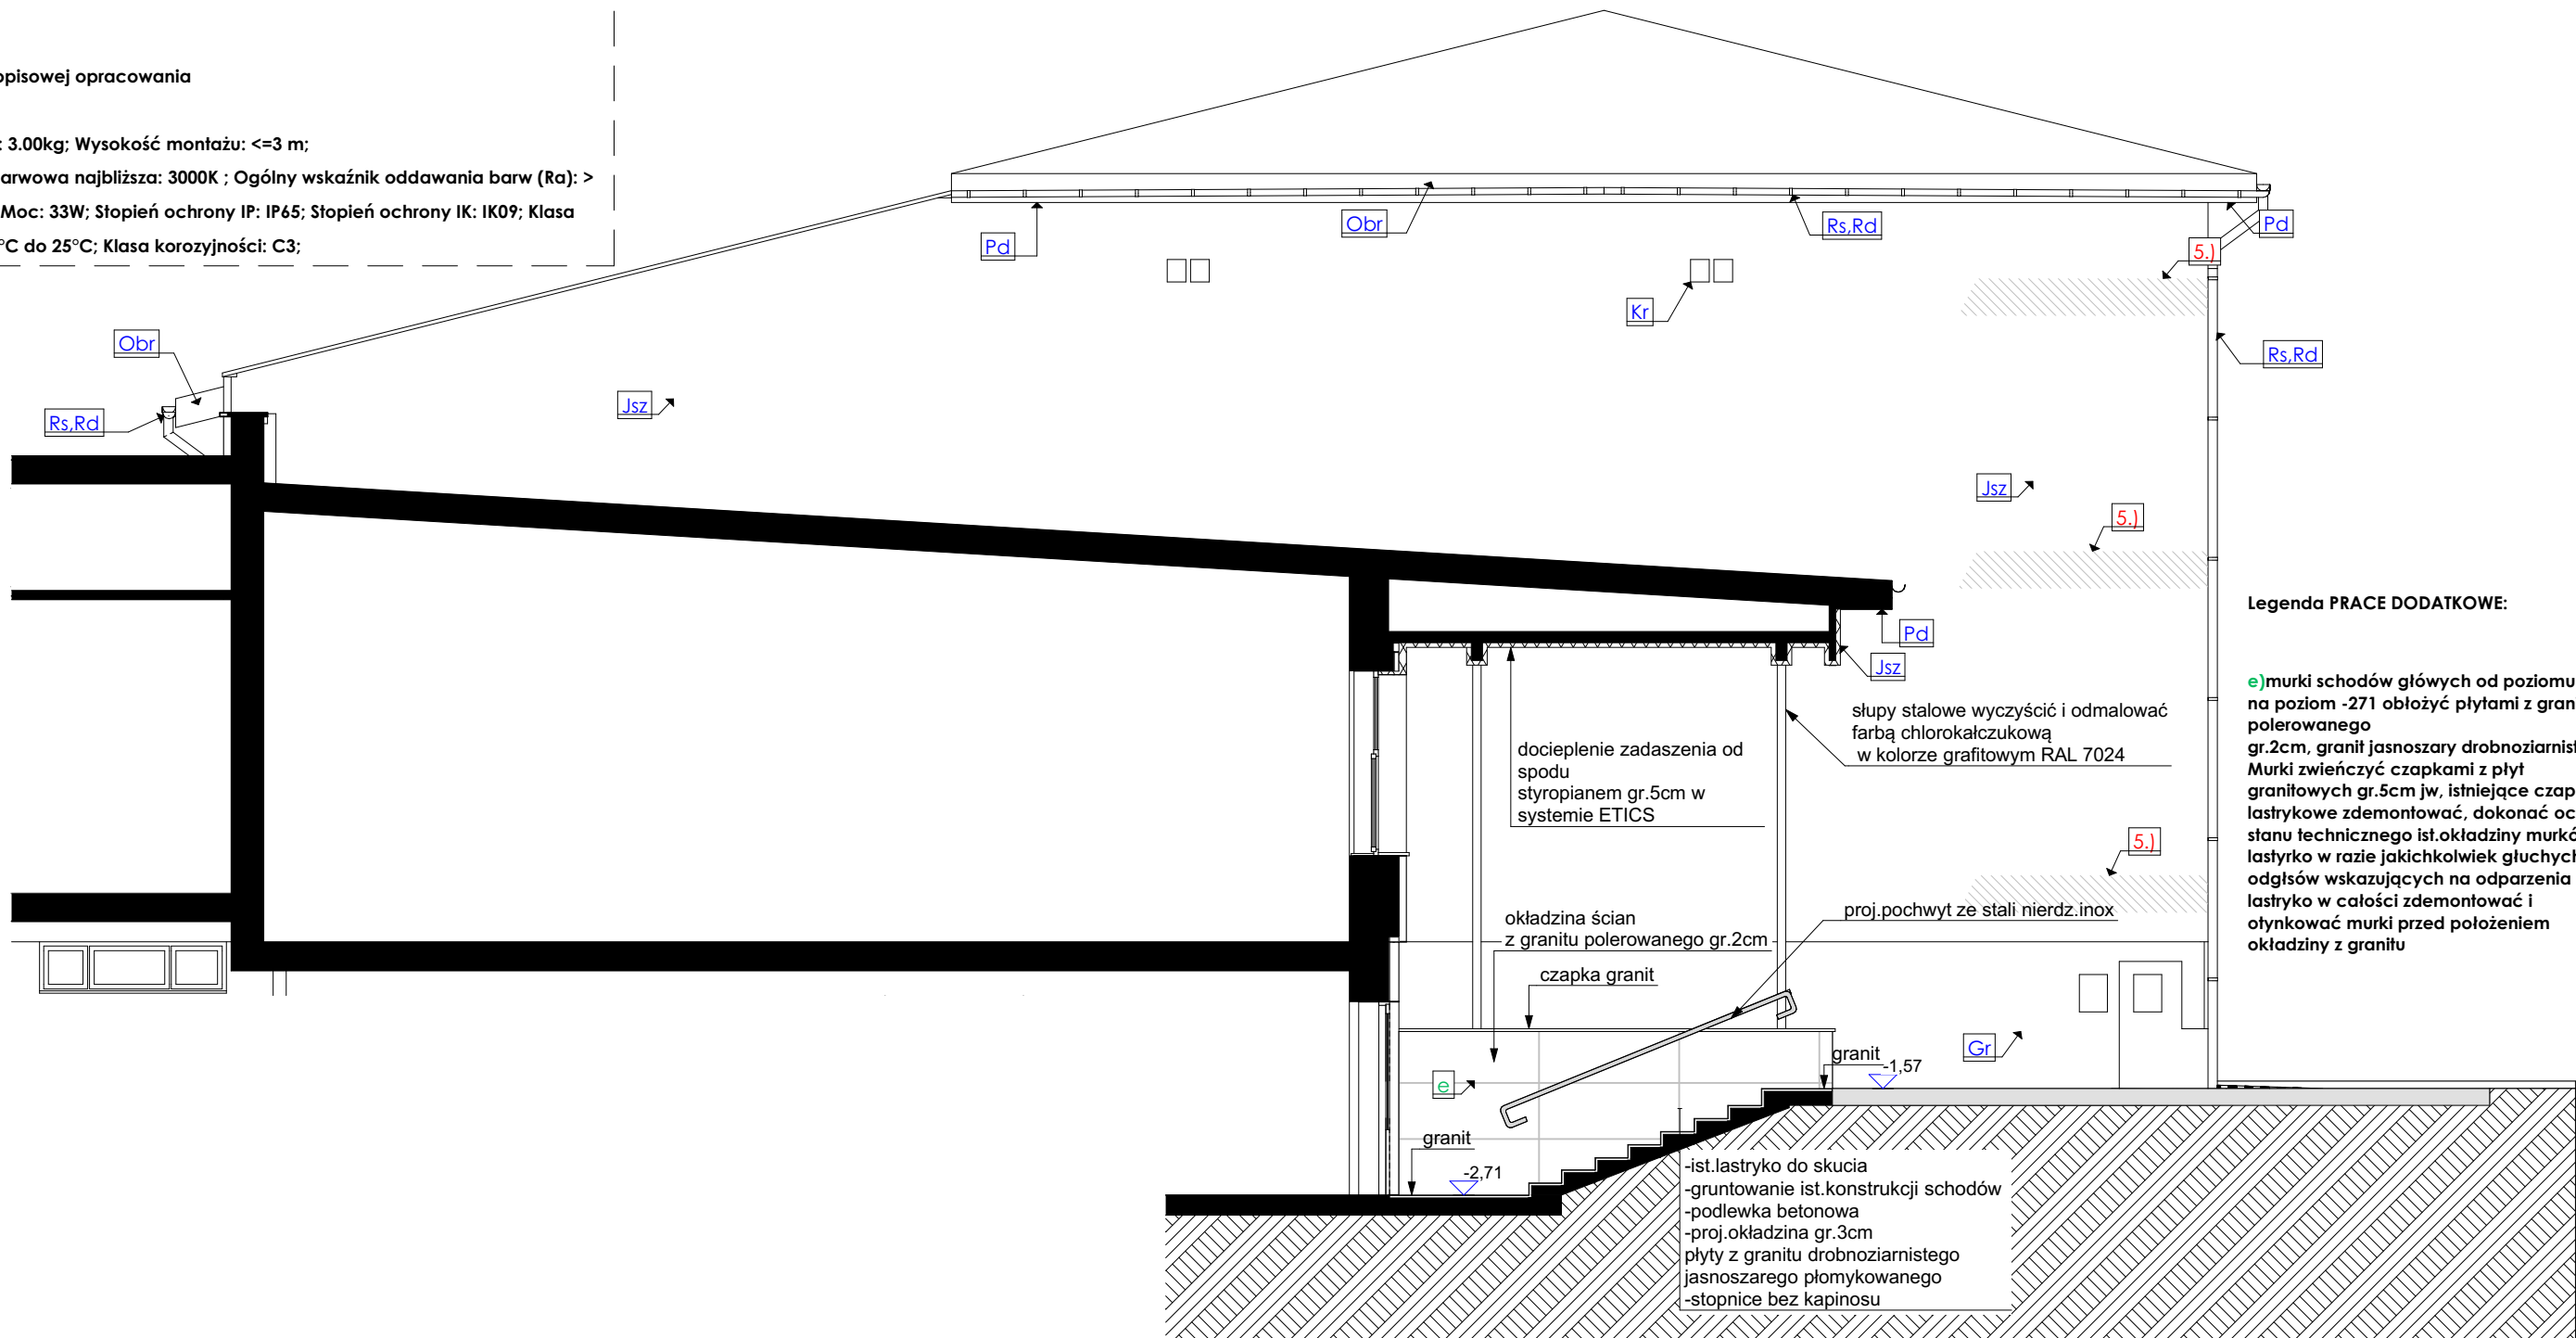 opisowej opracowania
: 3.00kg; Wysokość montażu: <=3 m;
arwowa najbliższa: 3000K ; Ogólny wskaźnik oddawania barw (Ra): >
Moc: 33W; Stopień ochrony IP: IP65; Stopień ochrony IK: IK09; Klasa
°C do 25°C; Klasa korozyjności: C3;
Obr
Rs,Rd
Jsz
Pd
Obr
Rs,Rd
Pd
5.)
Kr
Rs,Rd
Jsz
5.)
Pd
Jsz
5.)
słupy stalowe wyczyścić i odmalować
farbą chlorokałczukową
w kolorze grafitowym RAL 7024
docieplenie zadaszenia od
spodu
styropianem gr.5cm w
systemie ETICS
okładzina ścian
z granitu polerowanego gr.2cm
proj.pochwyt ze stali nierdz.inox
czapka granit
Gr
granit
-1,57
e
granit
-2,71
-ist.lastryko do skucia
-gruntowanie ist.konstrukcji schodów
-podlewka betonowa
-proj.okładzina gr.3cm
płyty z granitu drobnoziarnistego
jasnoszarego płomykowanego
-stopnice bez kapinosu
Legenda PRACE DODATKOWE:
e)murki schodów głównych od poziomu
na poziom -271 obłożyć płytami z gran
polerowanego
gr.2cm, granit jasnoszary drobnoziarnist
Murki zwieńczyć czapkami z płyt
granitowych gr.5cm jw, istniejące czap
lastrykowe zdemontować, dokonać oc
stanu technicznego ist.okładziny murkó
lastyrko w razie jakichkolwiek głuchych
odgłsów wskazujących na odparzenia
lastryko w całości zdemontować i
otynkować murki przed położeniem
okładziny z granitu